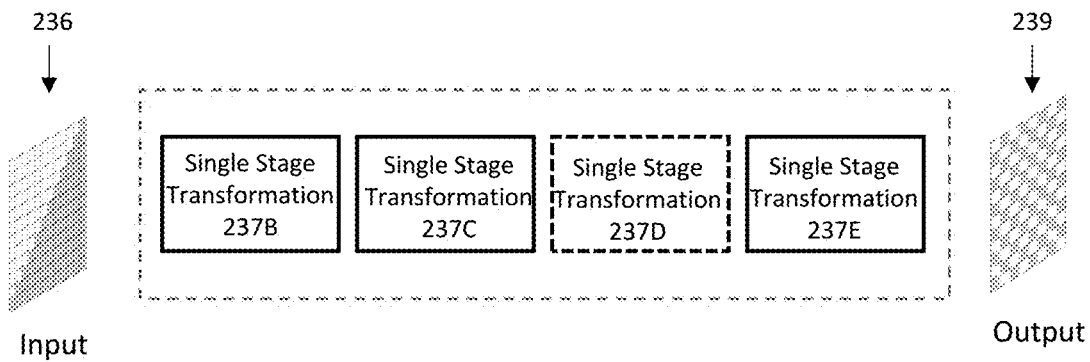 236
239
Single Stage
Transformation
237B
Single Stage
Transformation
237C
Single Stage
Transformation
237D
Single Stage
Transformation
237E
Input
Output